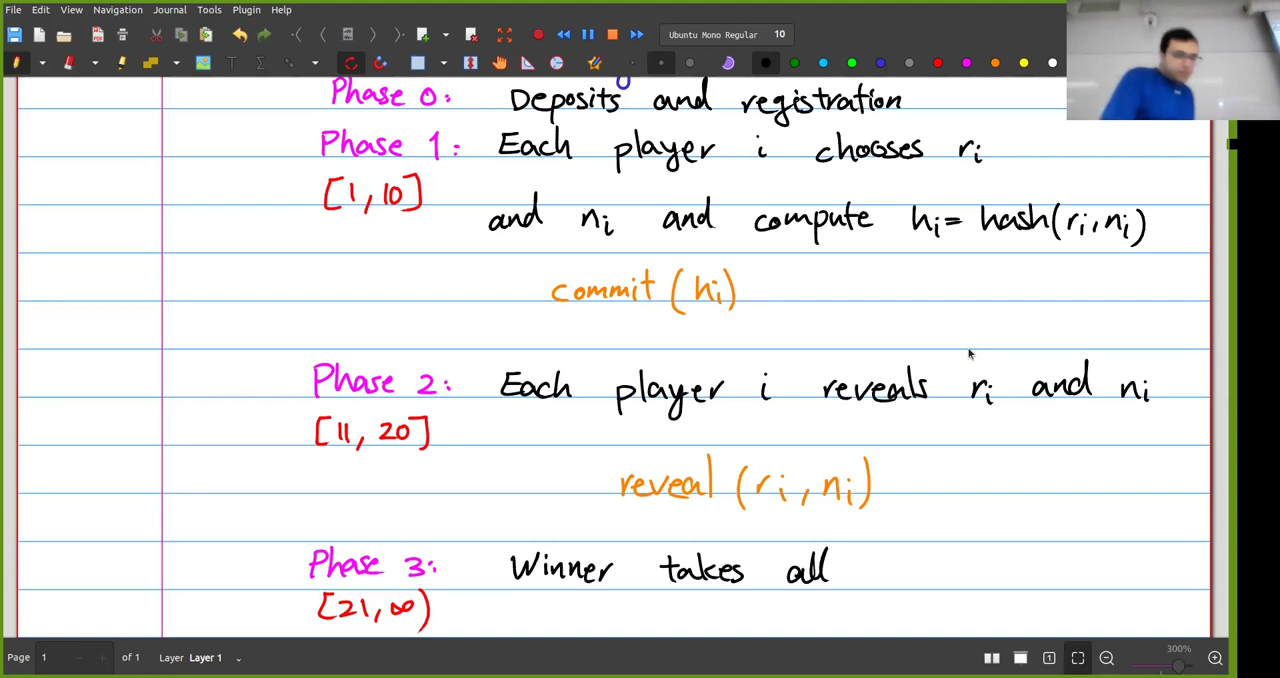 File Edit View Navigation Journal Tools Plugin Help
Ubuntu Mono Regular 10
Phase 0: Deposits and registration
Phase 1: Each player i chooses ri
[1, 10]
and ni and compute hi= hash(ri, ni)
commit (hi)
Phase 2: Each player i reveals ri and ni
[11, 20]
reveal (ri, ni)
Phase 3: Winner takes all
[21, ∞)
Page 1 of 1 Layer Layer 1 300%